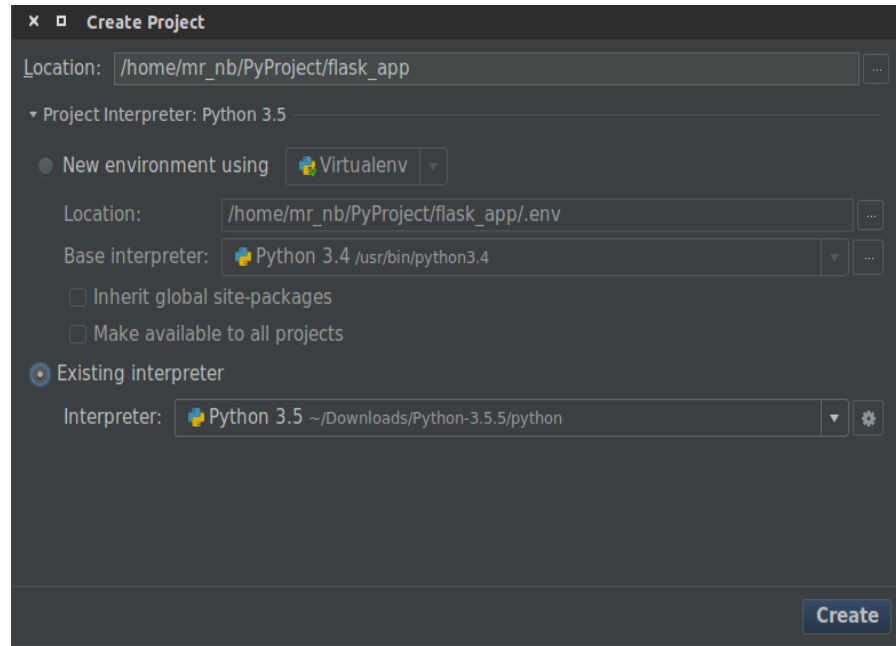 Create Project
Location: /home/mr_nb/PyProject/flask_app ...
Project Interpreter: Python 3.5
New environment using Virtualenv
Location: /home/mr_nb/PyProject/flask_app/.env ...
Base interpreter: Python 3.4 /usr/bin/python3.4 ...
Inherit global site-packages
Make available to all projects
Existing interpreter
Interpreter: Python 3.5 ~/Downloads/Python-3.5.5/python
Create